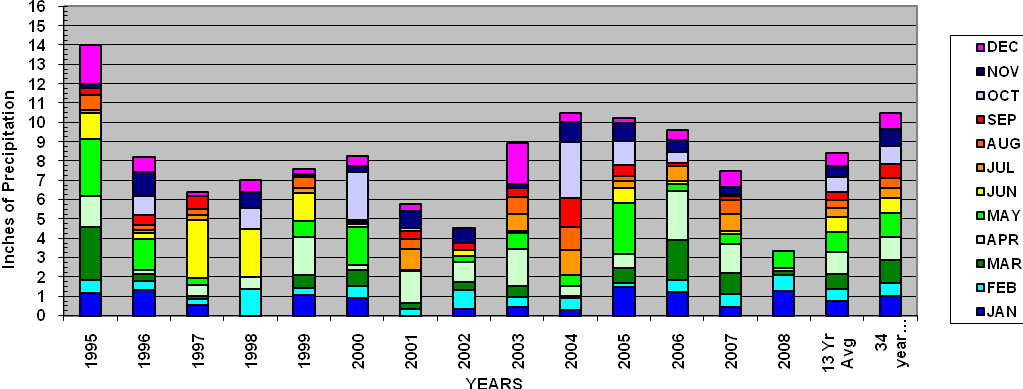 Inches of Precipitation
16
15
14
13
12
11
10
9
8
7
6
5
4
3
2
1
0
1995
1996
1997
1998
1999
2000
2001
2002
2003
2004
2005
2006
2007
2008
13 Yr
Avg
34
year...
YEARS
DEC
NOV
OCT
SEP
AUG
JUL
JUN
MAY
APR
MAR
FEB
JAN